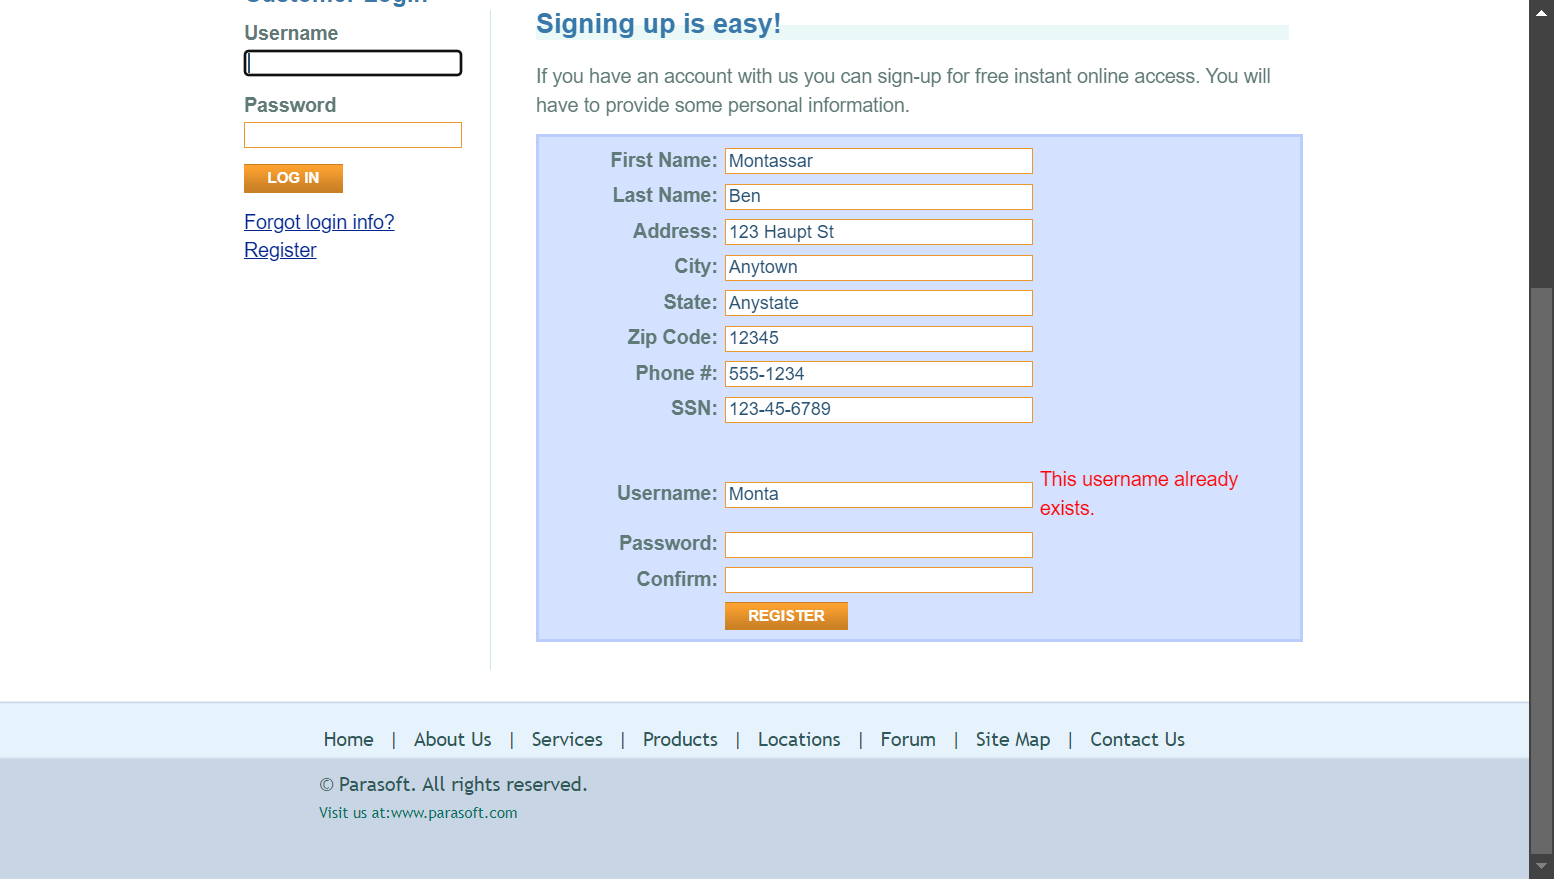 Customer Login
Username
Password
LOG IN
Forgot login info?
Register
Signing up is easy!
If you have an account with us you can sign-up for free instant online access. You will
have to provide some personal information.
First Name: Montassar
Last Name: Ben
Address: 123 Haupt St
City: Anytown
State: Anystate
Zip Code: 12345
Phone #: 555-1234
SSN: 123-45-6789
Username: Monta This username already
exists.
Password:
Confirm:
REGISTER
Home | About Us | Services | Products | Locations | Forum | Site Map | Contact Us
© Parasoft. All rights reserved.
Visit us at:www.parasoft.com